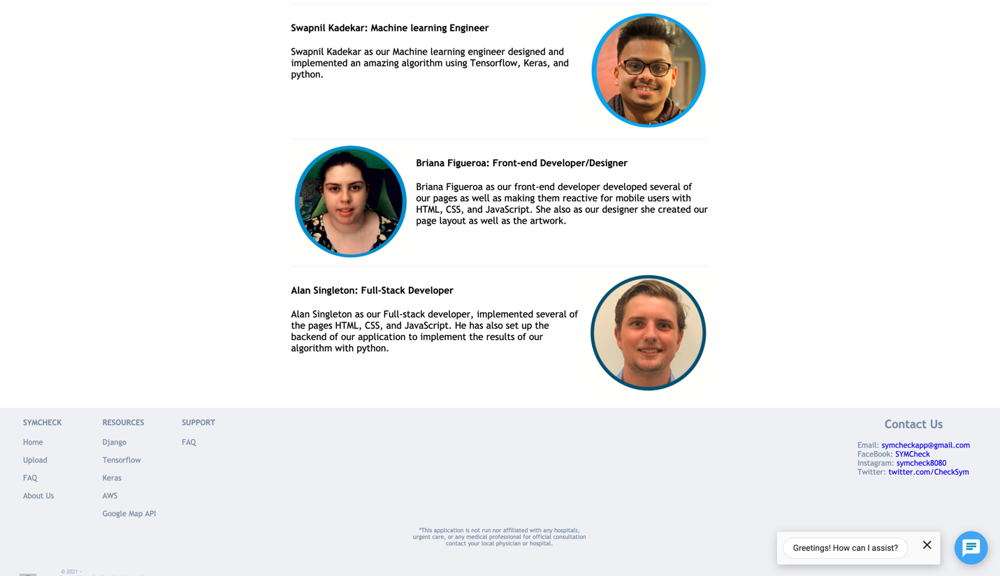 Swapnil Kadekar: Machine learning Engineer
Swapnil Kadekar as our Machine learning engineer designed and
implemented an amazing algorithm using Tensorflow, Keras, and
python.
Briana Figueroa: Front-end Developer/Designer
Briana Figueroa as our front-end developer developed several of
our pages as well as making them reactive for mobile users with
HTML, CSS, and JavaScript. She also as our designer she created our
page layout as well as the artwork.
Alan Singleton: Full-Stack Developer
Alan Singleton as our Full-stack developer, implemented several of
the pages HTML, CSS, and JavaScript. He has also set up the
backend of our application to implement the results of our
algorithm with python.
SYMCHECK
Home
Upload
FAQ
About Us
RESOURCES
Django
Tensorflow
Keras
AWS
Google Map API
SUPPORT
FAQ
Contact Us
Email: symcheckapp@gmail.com
FaceBook: SYMCheck
Instagram: symcheck8080
Twitter: twitter.com/CheckSym
*This application is not run nor affiliated with any hospitals,
urgent care, or any medical professional for official consultation
contact your local physician or hospital.
Greetings! How can I assist?
© 2021 -